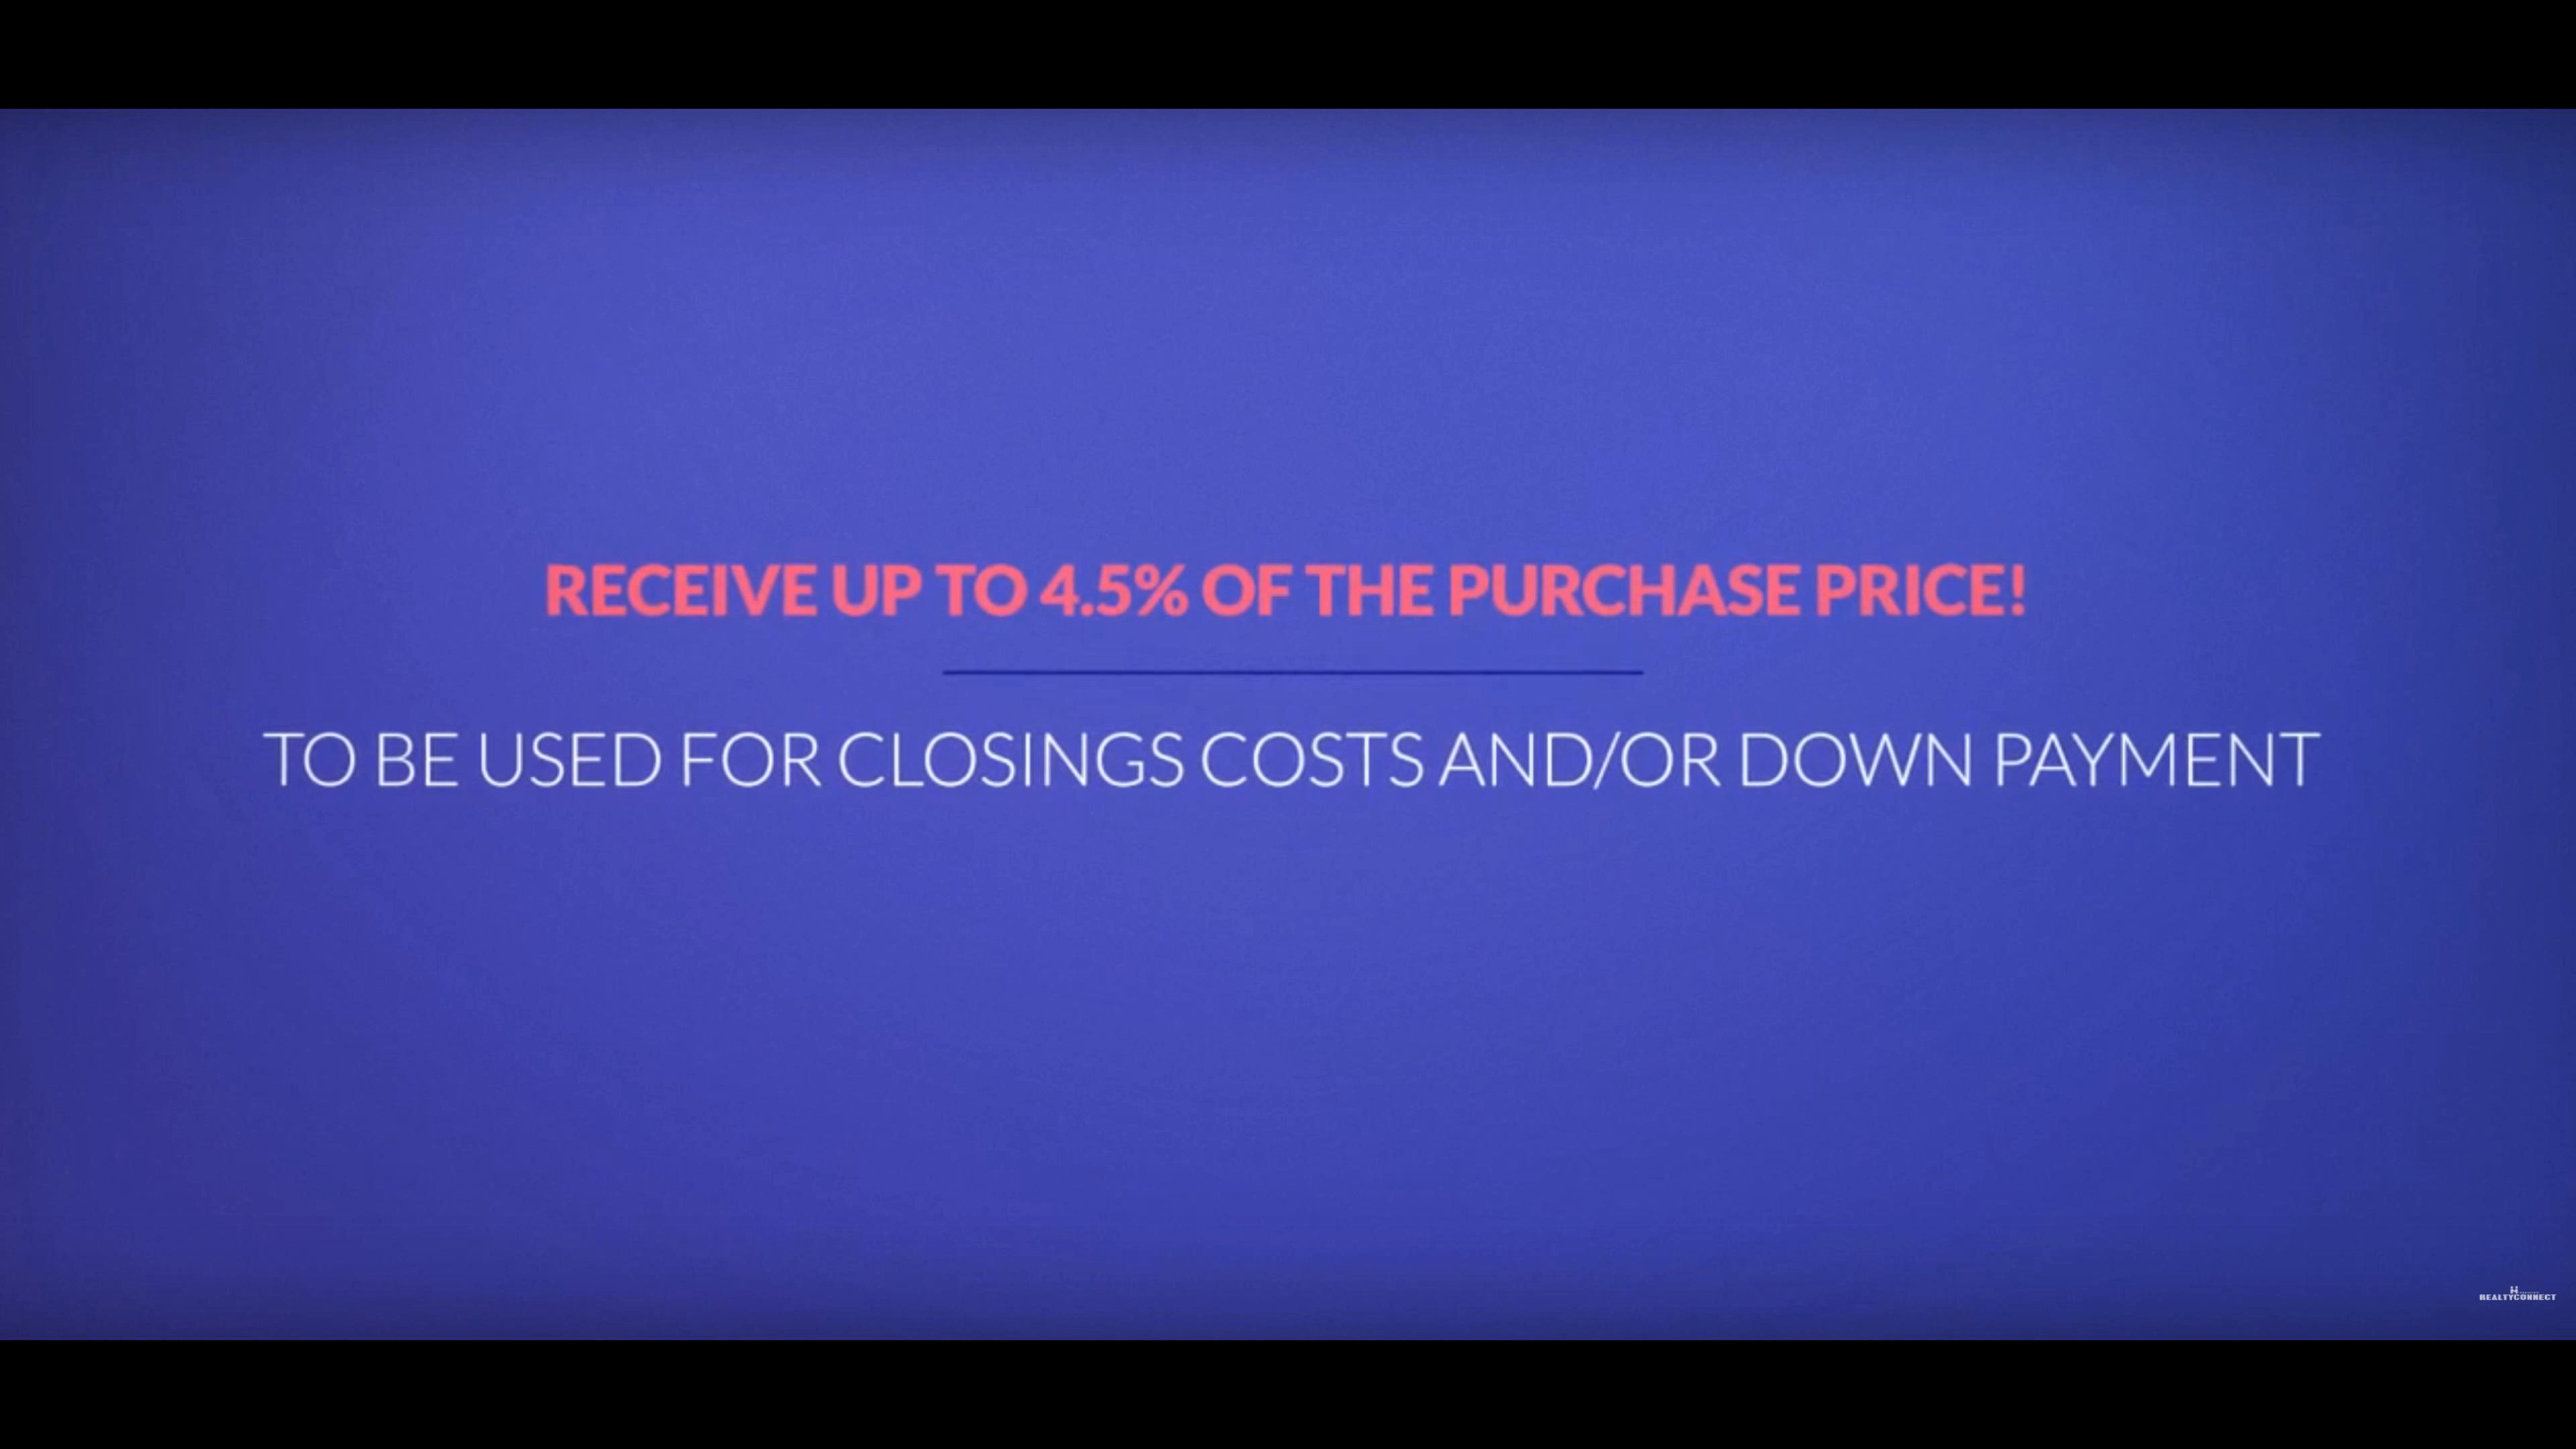 RECEIVE UP TO 4.5% OF THE PURCHASE PRICE!
TO BE USED FOR CLOSINGS COSTS AND/OR DOWN PAYMENT
REALTYCONNECT